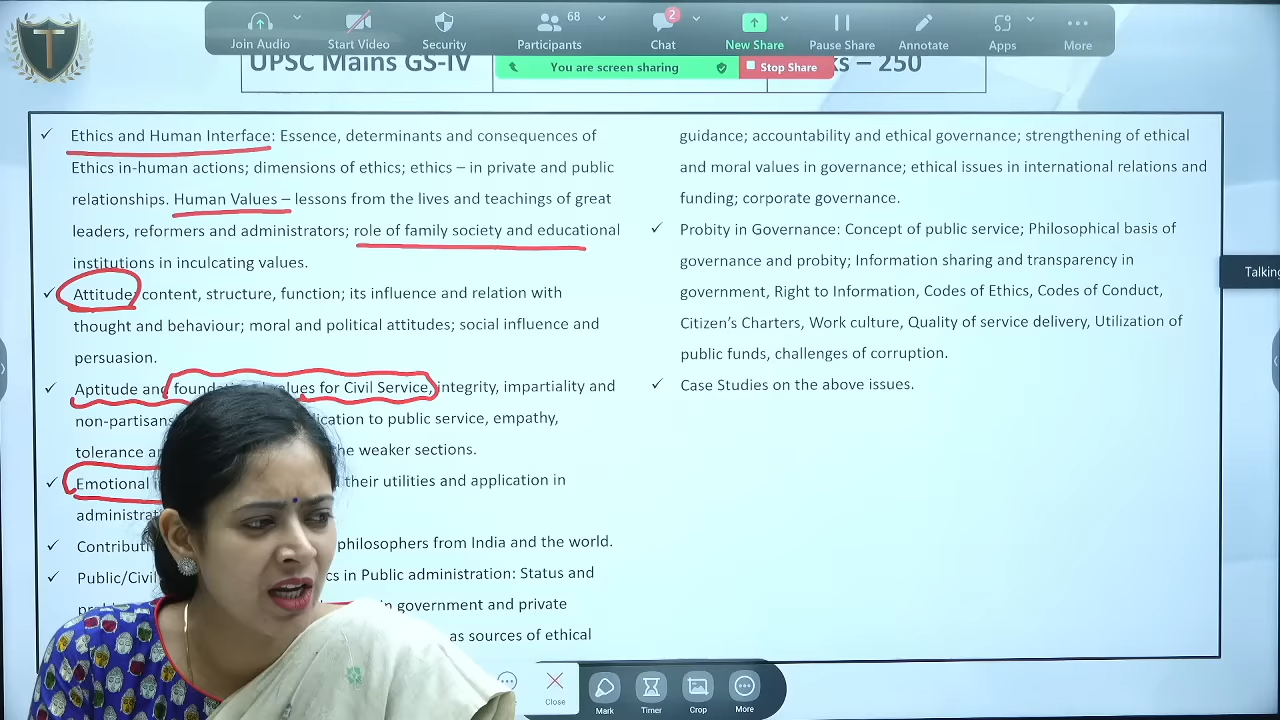 T
Join Audio
Start Video
Security
Participants
68
Chat
2
New Share
Pause Share
Annotate
Apps
More
UPSC Mains GS-IV
You are screen sharing
Stop Share
ks – 250
✓ Ethics and Human Interface: Essence, determinants and consequences of
Ethics in-human actions; dimensions of ethics; ethics – in private and public
relationships. Human Values – lessons from the lives and teachings of great
leaders, reformers and administrators; role of family society and educational
institutions in inculcating values.
✓ Attitude content, structure, function; its influence and relation with
thought and behaviour; moral and political attitudes; social influence and
persuasion.
✓ Aptitude and values for Civil Service, integrity, impartiality and
ication to public service, empathy,
tolerance he weaker sections.
✓ Emotional their utilities and application in
✓ philosophers from India and the world.
✓ Public/Civil cs in Public administration: Status and
in government and private
as sources of ethical
guidance; accountability and ethical governance; strengthening of ethical
and moral values in governance; ethical issues in international relations and
funding; corporate governance.
✓ Probity in Governance: Concept of public service; Philosophical basis of
governance and probity; Information sharing and transparency in
government, Right to Information, Codes of Ethics, Codes of Conduct,
Citizen's Charters, Work culture, Quality of service delivery, Utilization of
public funds, challenges of corruption.
✓ Case Studies on the above issues.
Talking
Close
Mark
Timer
Crop
More